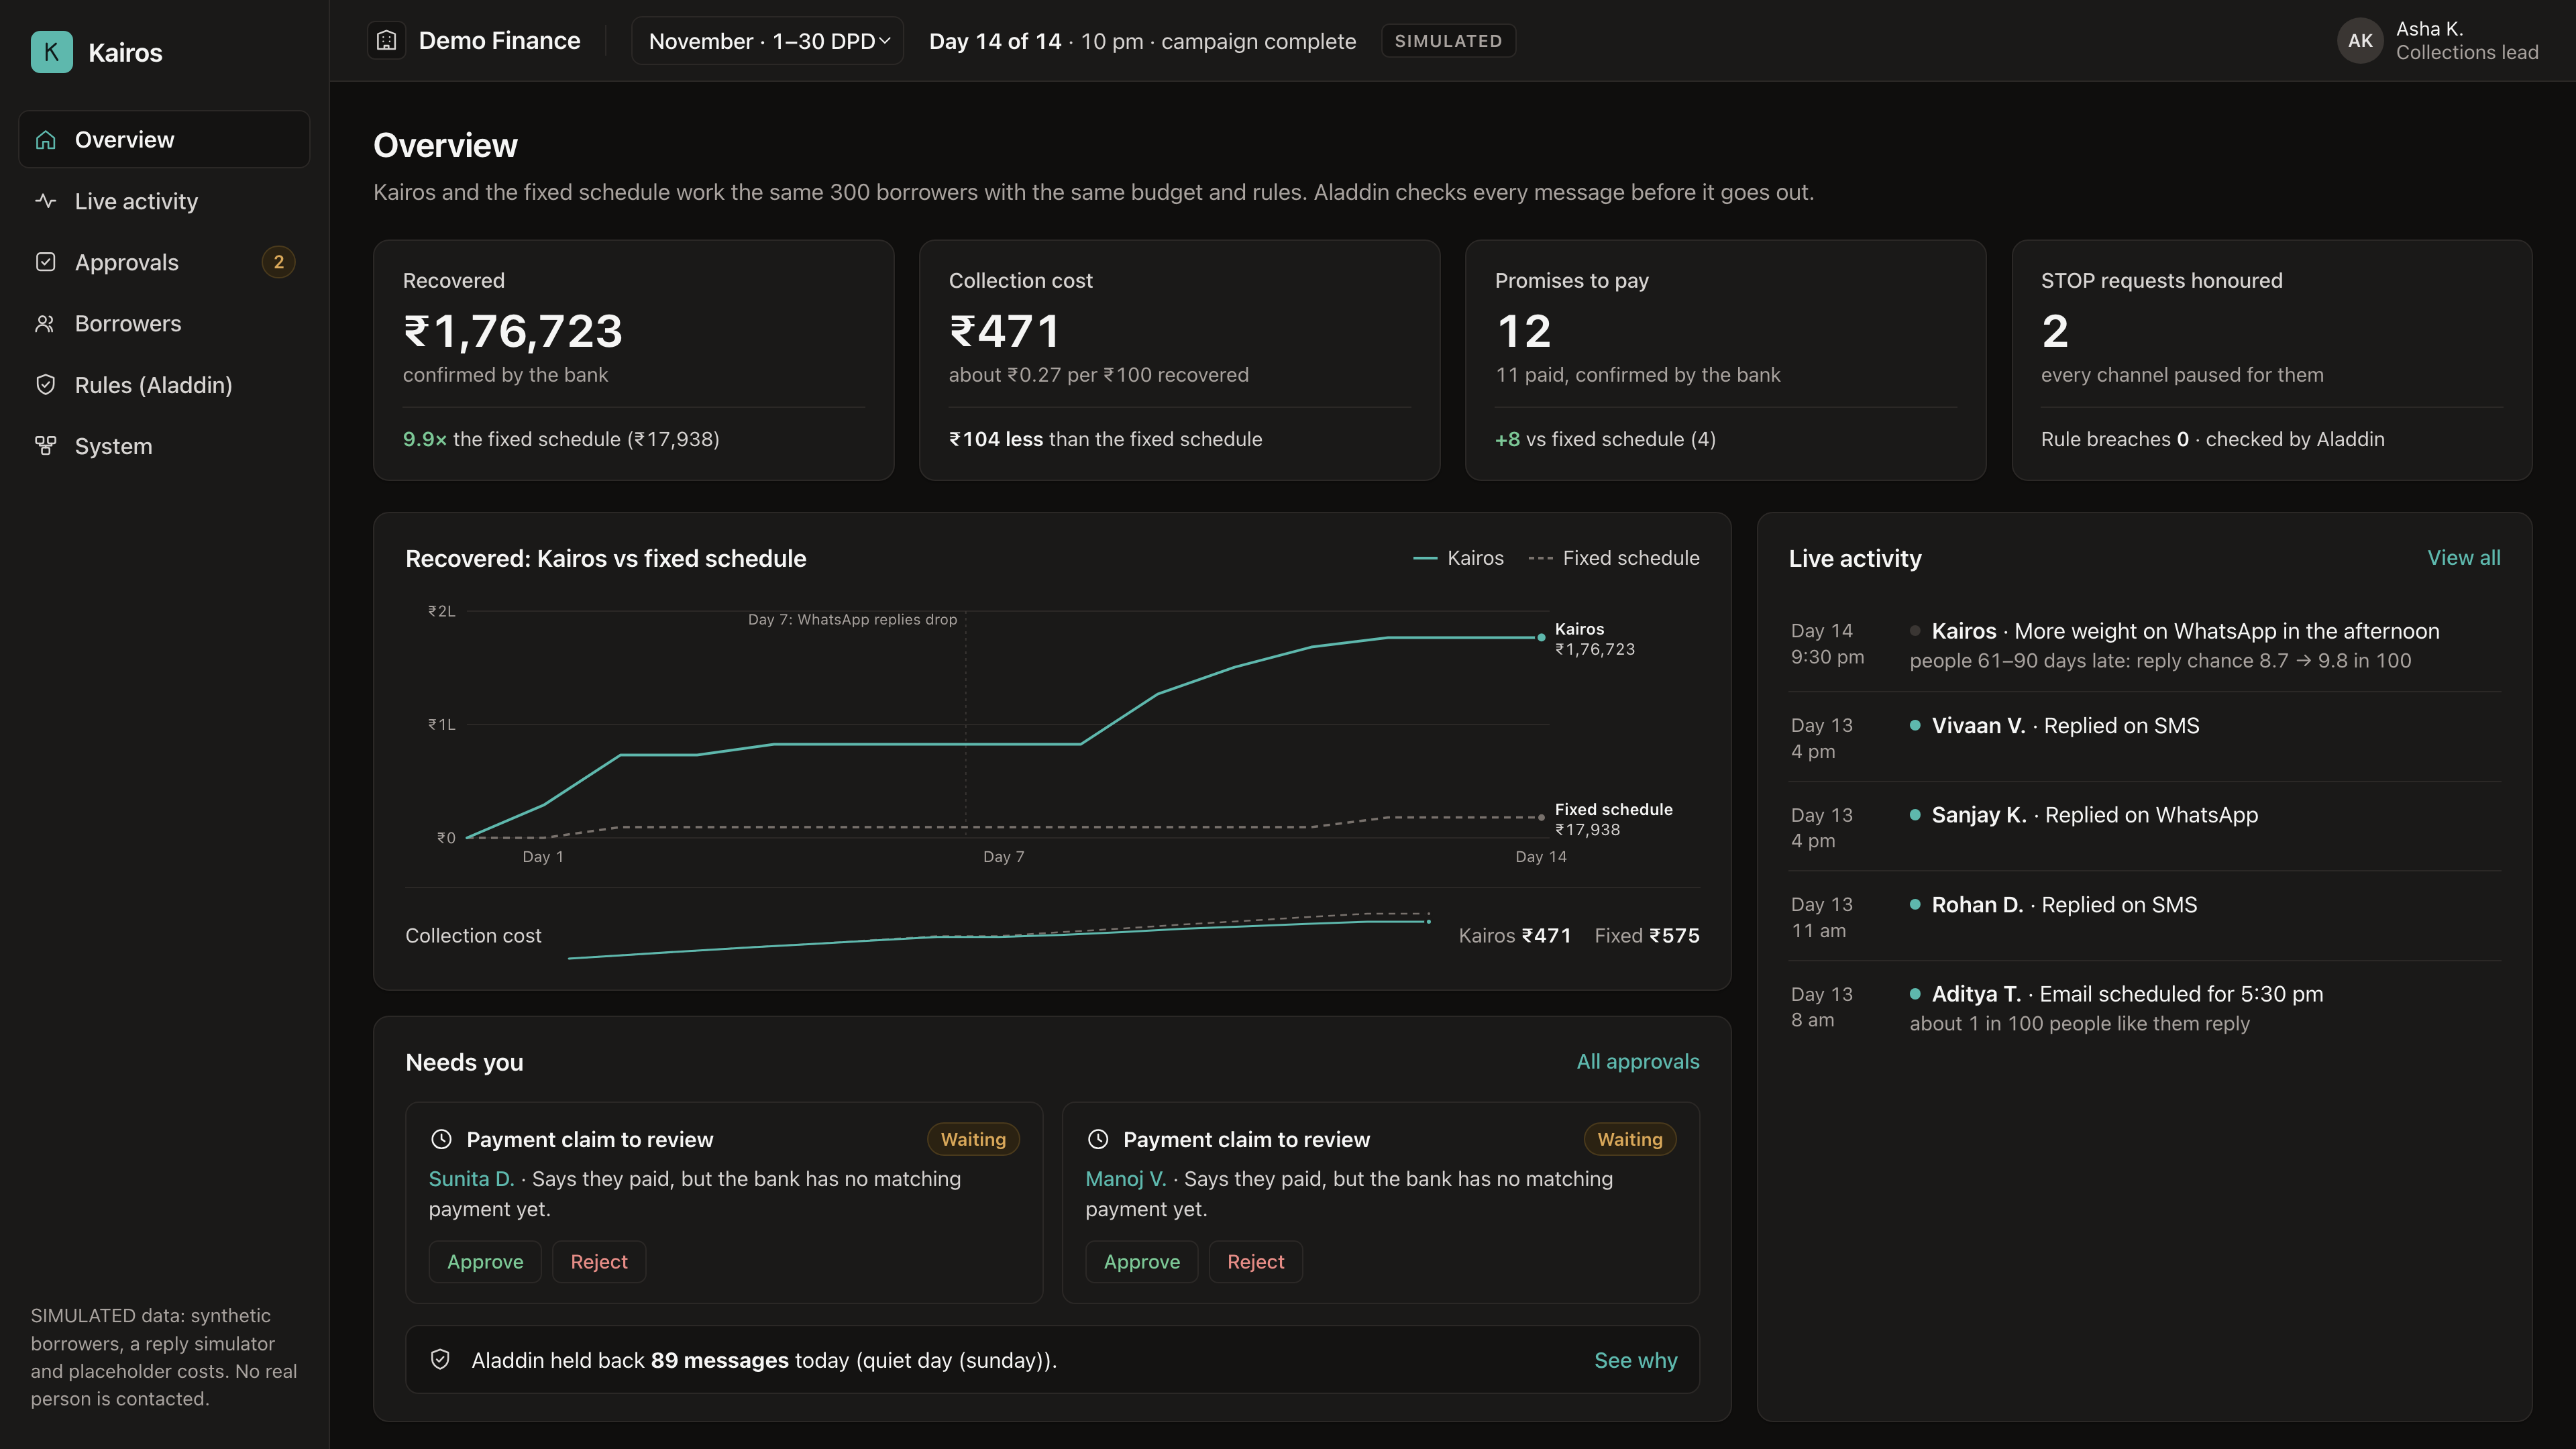 K Kairos
Overview
Live activity
Approvals 2
Borrowers
Rules (Aladdin)
System
SIMULATED data: synthetic
borrowers, a reply simulator
and placeholder costs. No real
person is contacted.
Demo Finance
November · 1–30 DPD
Day 14 of 14 · 10 pm · campaign complete
SIMULATED
AK
Asha K.
Collections lead
Overview
Kairos and the fixed schedule work the same 300 borrowers with the same budget and rules. Aladdin checks every message before it goes out.
Recovered
₹1,76,723
confirmed by the bank
9.9× the fixed schedule (₹17,938)
Collection cost
₹471
about ₹0.27 per ₹100 recovered
₹104 less than the fixed schedule
Promises to pay
12
11 paid, confirmed by the bank
+8 vs fixed schedule (4)
STOP requests honoured
2
every channel paused for them
Rule breaches 0 · checked by Aladdin
Recovered: Kairos vs fixed schedule
Kairos
Fixed schedule
₹2L
Day 7: WhatsApp replies drop
Kairos
₹1,76,723
₹1L
Fixed schedule
₹17,938
₹0
Day 1
Day 7
Day 14
Collection cost
Kairos ₹471
Fixed ₹575
Needs you
All approvals
Payment claim to review
Waiting
Sunita D. · Says they paid, but the bank has no matching
payment yet.
Approve
Reject
Payment claim to review
Waiting
Manoj V. · Says they paid, but the bank has no matching
payment yet.
Approve
Reject
Aladdin held back 89 messages today (quiet day (sunday)).
See why
Live activity
View all
Day 14
9:30 pm
Kairos · More weight on WhatsApp in the afternoon
people 61–90 days late: reply chance 8.7 → 9.8 in 100
Day 13
4 pm
Vivaan V. · Replied on SMS
Day 13
4 pm
Sanjay K. · Replied on WhatsApp
Day 13
11 am
Rohan D. · Replied on SMS
Day 13
8 am
Aditya T. · Email scheduled for 5:30 pm
about 1 in 100 people like them reply